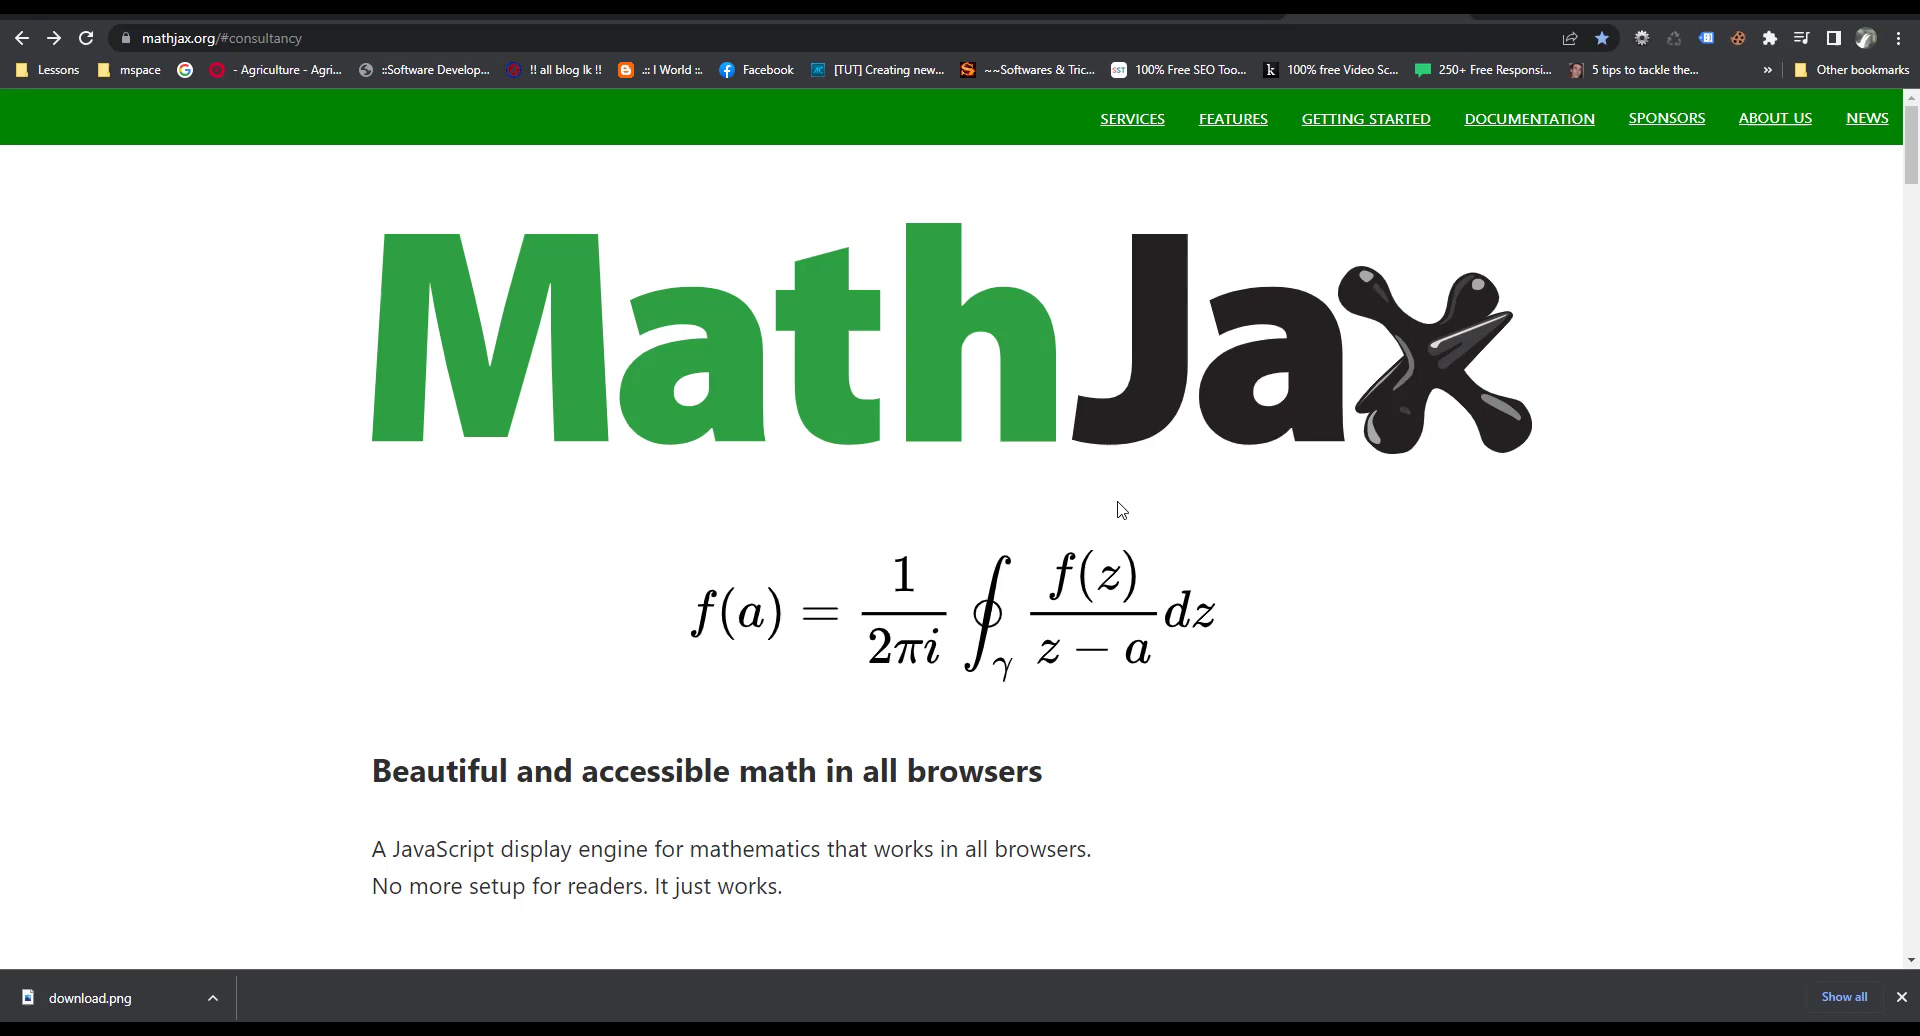 mathjax.org/#consultancy
Lessons
mspace
- Agriculture - Agri...
::Software Develop...
!! all blog lk !!
.:: I World ::.
Facebook
[TUT] Creating new...
~~Softwares & Tric...
SST
100% Free SEO Too...
k
100% free Video Sc...
250+ Free Responsi...
5 tips to tackle the...
»
Other bookmarks
SERVICES
FEATURES
GETTING STARTED
DOCUMENTATION
SPONSORS
ABOUT US
NEWS
MathJax
f(a) = 1/2πi ∮γ f(z)/z − a dz
Beautiful and accessible math in all browsers
A JavaScript display engine for mathematics that works in all browsers.
No more setup for readers. It just works.
download.png
Show all